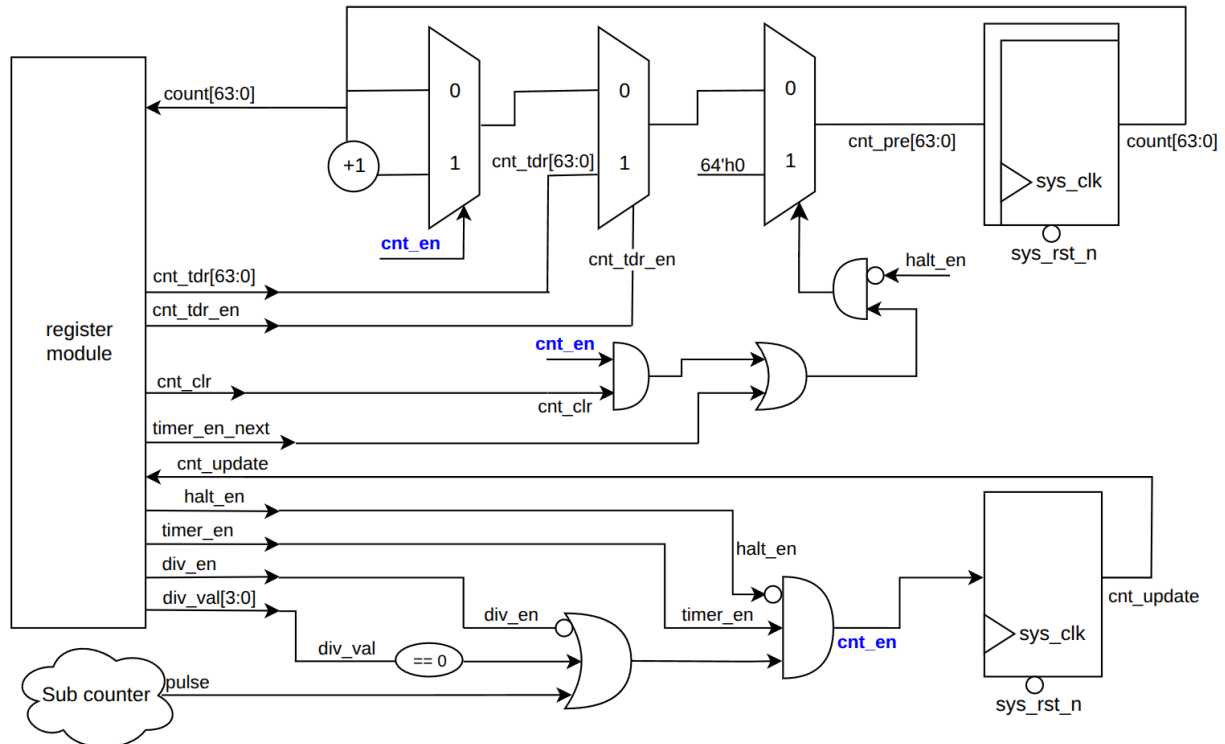 count[63:0]
0
1
+1
cnt_en
cnt_tdr[63:0]
0
1
cnt_tdr_en
64'h0
0
1
cnt_pre[63:0]
sys_clk
sys_rst_n
count[63:0]
halt_en
register
module
cnt_tdr[63:0]
cnt_tdr_en
cnt_clr
timer_en_next
cnt_update
halt_en
timer_en
div_en
div_val[3:0]
cnt_en
cnt_clr
Sub counter
pulse
div_val
== 0
div_en
timer_en
halt_en
cnt_en
sys_clk
sys_rst_n
cnt_update